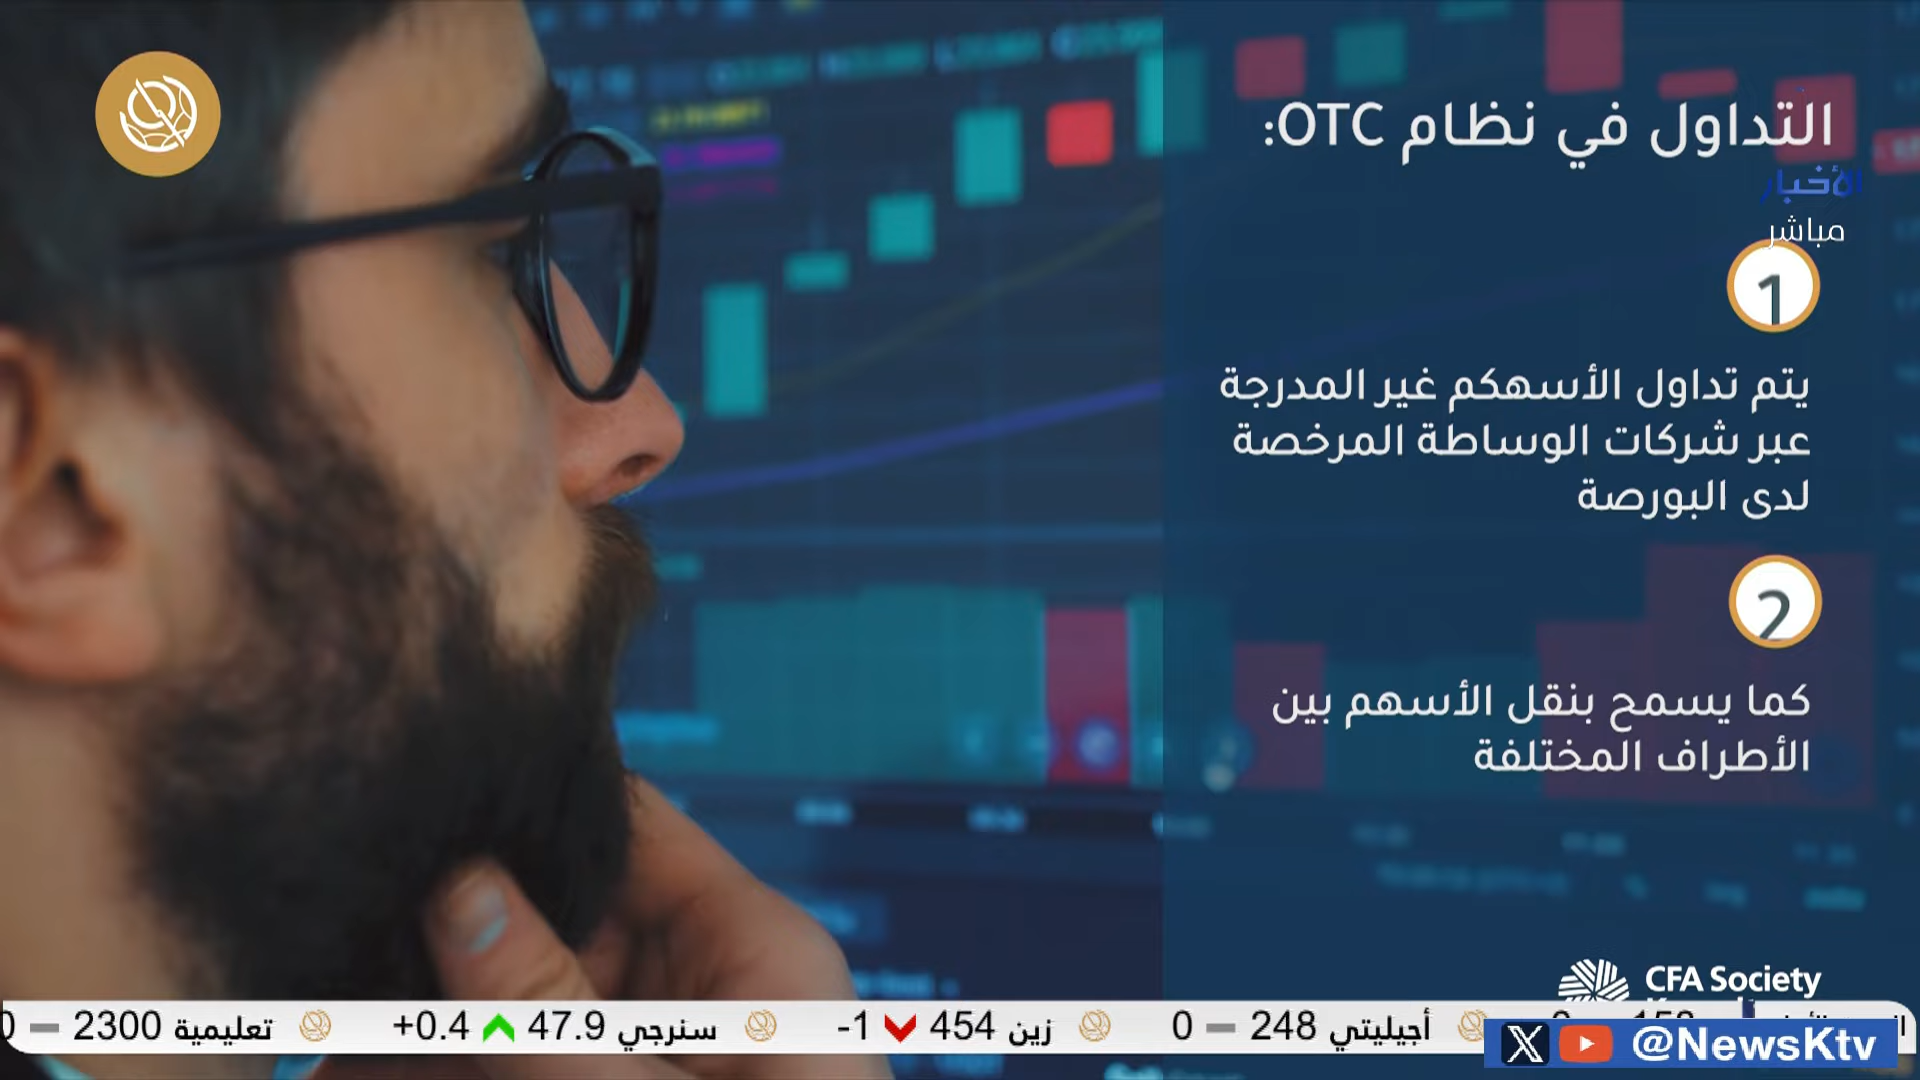 التداول في نظام OTC:
الأخبار
مباشر
1
يتم تداول الأسهكم غير المدرجة
عبر شركات الوساطة المرخصة
لدى البورصة
2
كما يسمح بنقل الأسهم بين
الأطراف المختلفة
CFA Society
أجيليتي 248 0
زين 454 -1
سنرجي 47.9 +0.4
تعليمية 2300
@NewsKtv